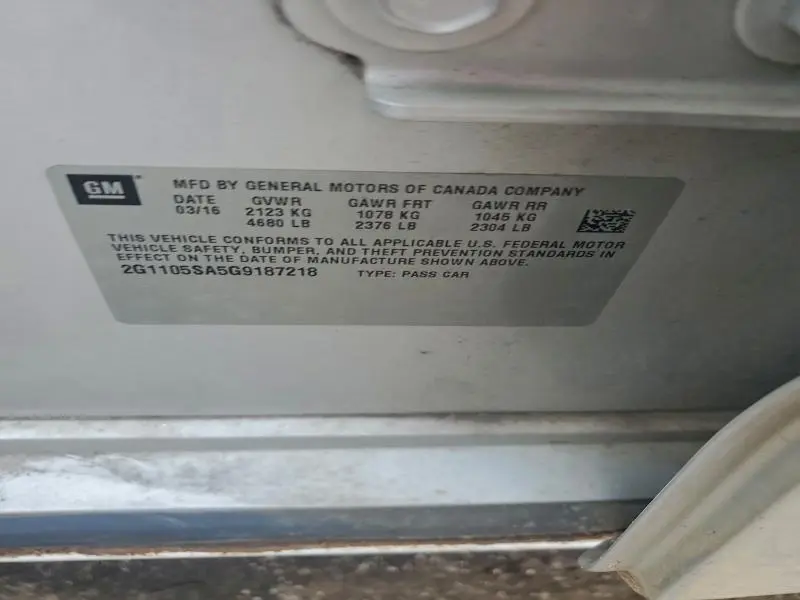 GM
MFD BY GENERAL MOTORS OF CANADA COMPANY
DATE GVWR GAWR FRT GAWR RR
03/16 2123 KG 1078 KG 1045 KG
4680 LB 2376 LB 2304 LB
THIS VEHICLE CONFORMS TO ALL APPLICABLE U.S. FEDERAL MOTOR
VEHICLE SAFETY, BUMPER, AND THEFT PREVENTION STANDARDS IN
EFFECT ON THE DATE OF MANUFACTURE SHOWN ABOVE.
2G1105SA5G9187218 TYPE: PASS CAR